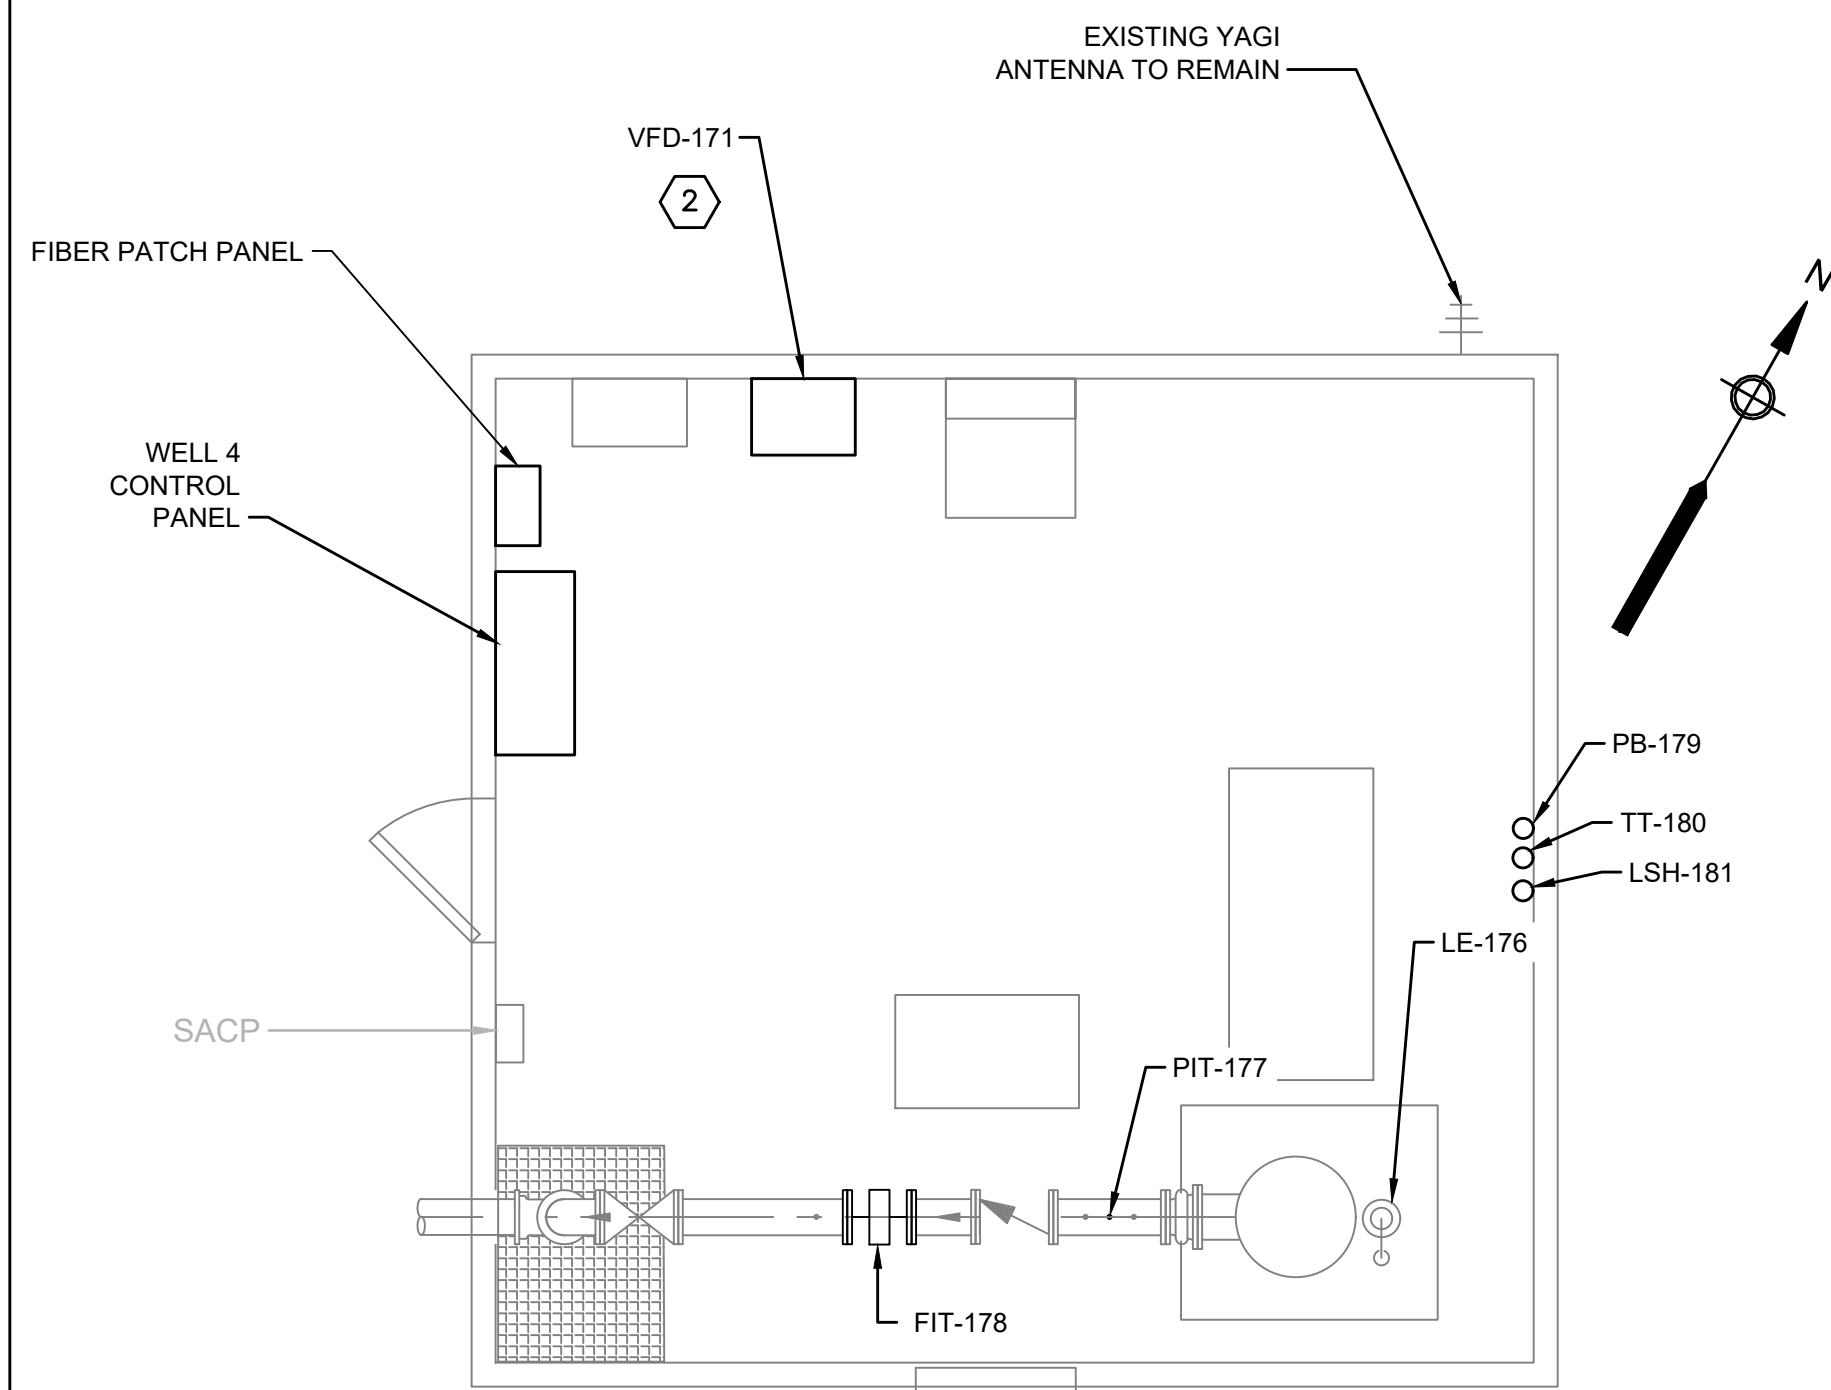 EXISTING YAGI
ANTENNA TO REMAIN
VFD-171
2
FIBER PATCH PANEL
N
WELL 4
CONTROL
PANEL
PB-179
TT-180
LSH-181
LE-176
SACP
PIT-177
FIT-178